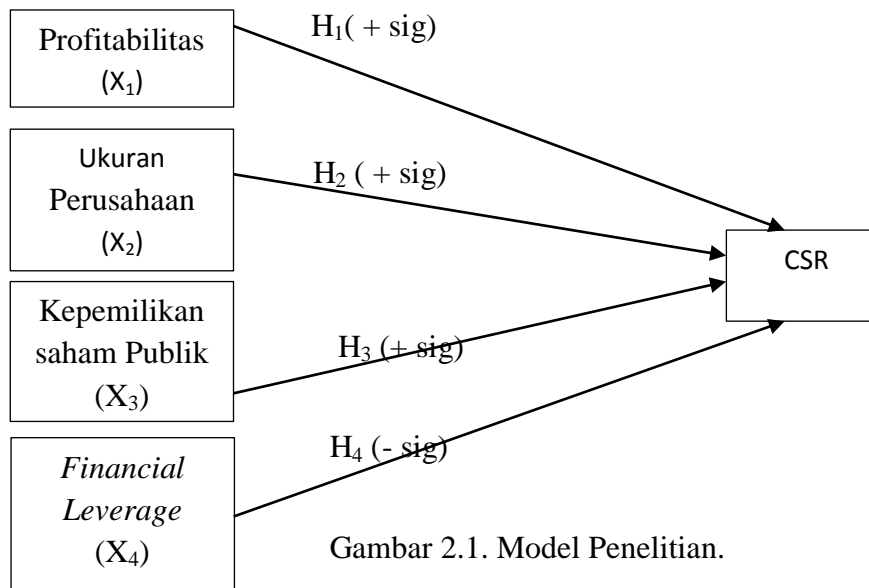 Profitabilitas
(X₁)
H₁( + sig)
Ukuran
Perusahaan
(X₂)
H₂ ( + sig)
CSR
Kepemilikan
saham Publik
(X₃)
H₃ (+ sig)
Financial
Leverage
(X₄)
H₄ (- sig)
Gambar 2.1. Model Penelitian.